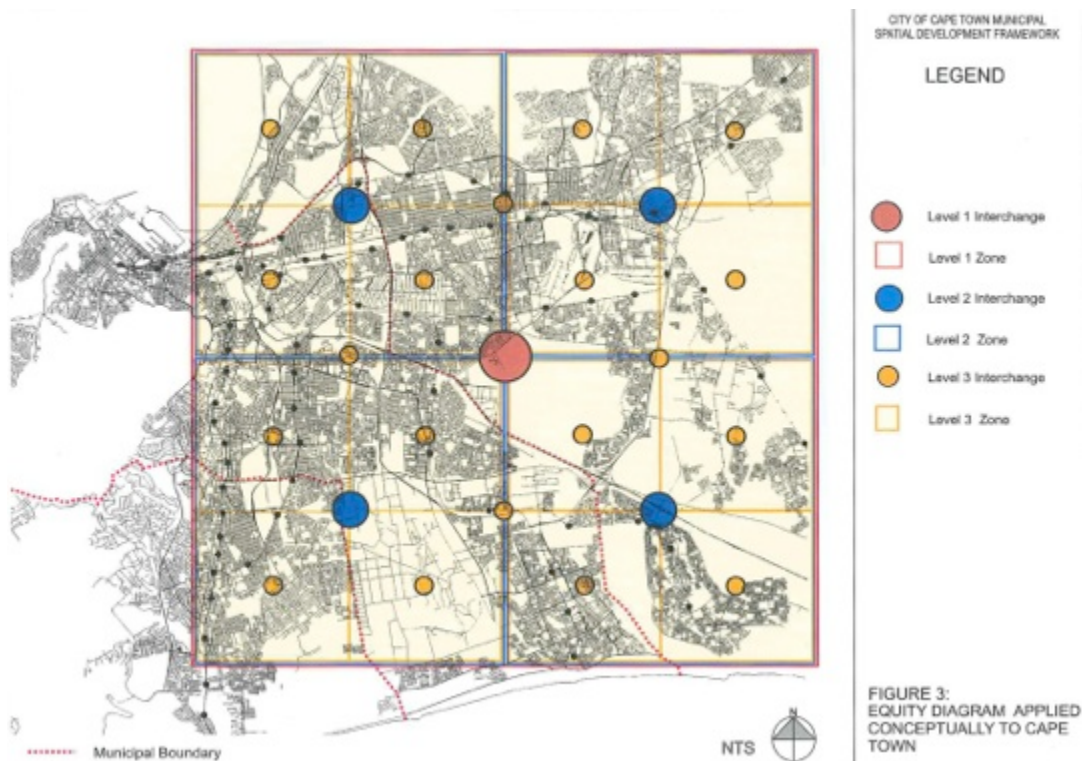 CITY OF CAPE TOWN MUNICIPAL
SPATIAL DEVELOPMENT FRAMEWORK
LEGEND
Level 1 Interchange
Level 1 Zone
Level 2 Interchange
Level 2 Zone
Level 3 Interchange
Level 3 Zone
FIGURE 3:
EQUITY DIAGRAM APPLIED
CONCEPTUALLY TO CAPE
TOWN
N
NTS
Municipal Boundary